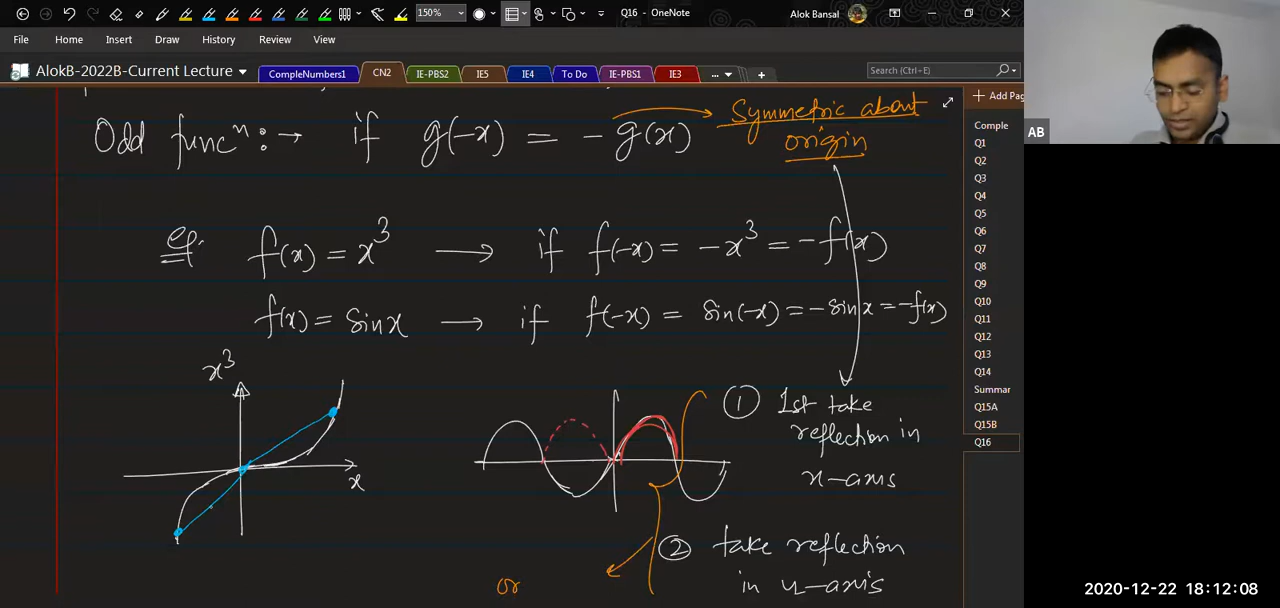 150%
Q16 - OneNote
Alok Bansal
File Home Insert Draw History Review View
AlokB-2022B-Current Lecture
CompleNumbers1 CN2 IE-PBS2 IE5 IE4 To Do IE-PBS1 IE3 ...
Search (Ctrl+E)
Add Pag
Comple
Q1
Q2
Q3
Q4
Q5
Q6
Q7
Q8
Q9
Q10
Q11
Q12
Q13
Q14
Summar
Q15A
Q15B
Q16
AB
Odd funcⁿ:→ if g(-x) = -g(x)
Symmetric about
origin
eg. f(x) = x³ → if f(-x) = -x³ = -f(x)
f(x) = sinx → if f(-x) = sin(-x) = -sinx = -f(x)
x³
x
① 1st take
reflection in
x-axis
② take reflection
in y-axis
or
2020-12-22 18:12:08